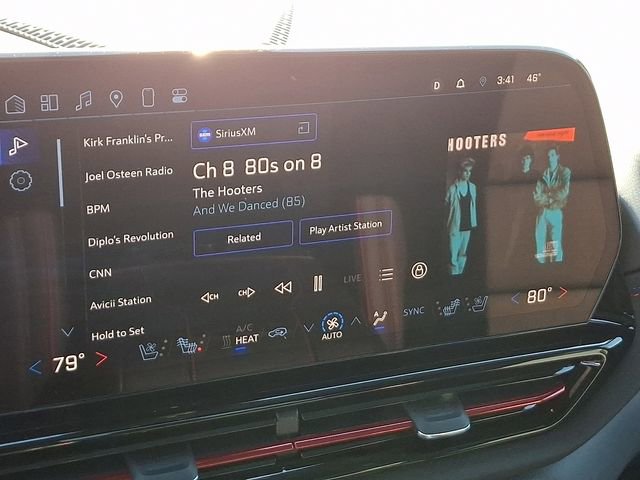 D 3:41 46°
Kirk Franklin's Pr...
Joel Osteen Radio
BPM
Diplo's Revolution
CNN
Avicii Station
Hold to Set
SiriusXM
Ch 8 80s on 8
The Hooters
And We Danced (85)
Related
Play Artist Station
CH CH LIVE
HOOTERS
79°
A/C
HEAT
AUTO
A
SYNC
80°